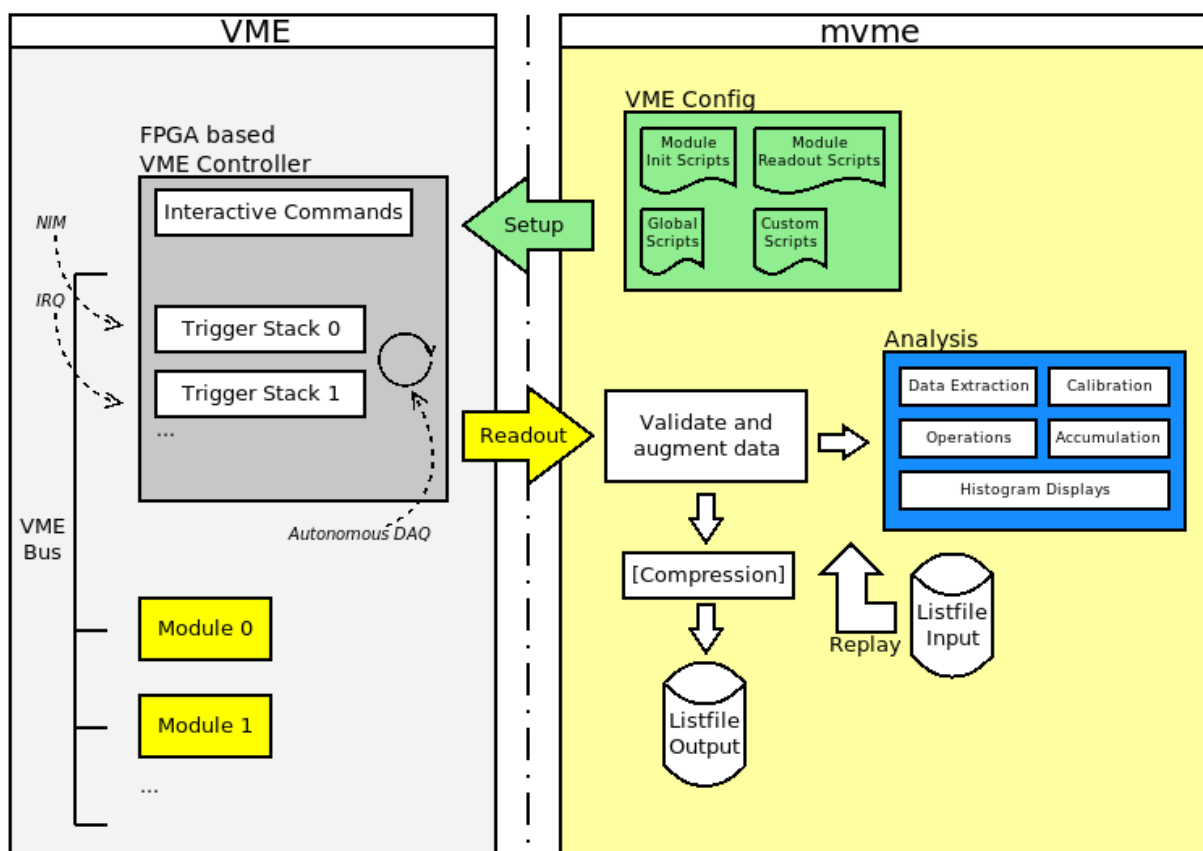 VME
mvme
FPGA based
VME Controller
Interactive Commands
NIM
IRQ
Trigger Stack 0
Trigger Stack 1
...
Autonomous DAQ
VME
Bus
Module 0
Module 1
...
Setup
Readout
VME Config
Module
Init Scripts
Module
Readout Scripts
Global
Scripts
Custom
Scripts
Validate and
augment data
[Compression]
Listfile
Output
Analysis
Data Extraction
Calibration
Operations
Accumulation
Histogram Displays
Replay
Listfile
Input